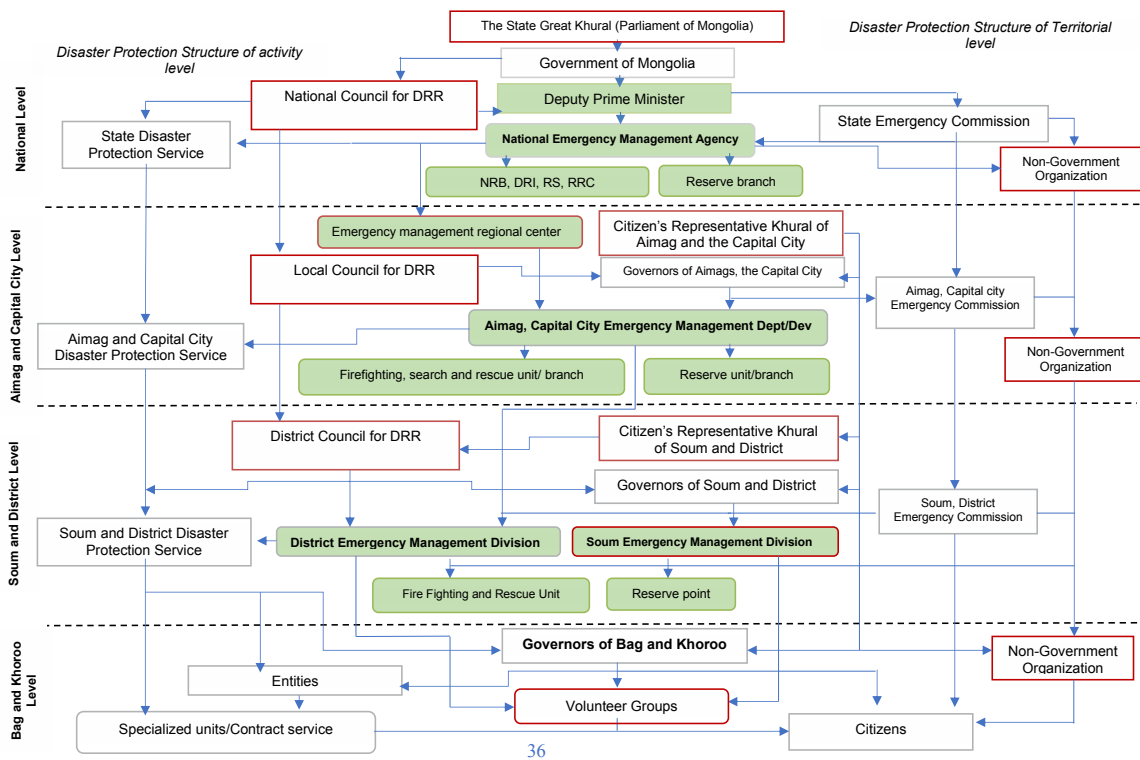 Disaster Protection Structure of activity
level
The State Great Khural (Parliament of Mongolia)
Disaster Protection Structure of Territorial
level
National Level
Government of Mongolia
National Council for DRR
Deputy Prime Minister
State Disaster
Protection Service
State Emergency Commission
National Emergency Management Agency
Non-Government
Organization
NRB, DRI, RS, RRC
Reserve branch
Aimag and Capital City Level
Emergency management regional center
Citizen's Representative Khural of
Aimag and the Capital City
Local Council for DRR
Governors of Aimags, the Capital City
Aimag, Capital city
Emergency Commission
Aimag and Capital City
Disaster Protection Service
Aimag, Capital City Emergency Management Dept/Dev
Non-Government
Organization
Firefighting, search and rescue unit/ branch
Reserve unit/branch
Soum and District Level
District Council for DRR
Citizen's Representative Khural
of Soum and District
Governors of Soum and District
Soum, District
Emergency Commission
Soum and District Disaster
Protection Service
District Emergency Management Division
Soum Emergency Management Division
Fire Fighting and Rescue Unit
Reserve point
Bag and Khoroo
Level
Governors of Bag and Khoroo
Non-Government
Organization
Entities
Volunteer Groups
Specialized units/Contract service
Citizens
36